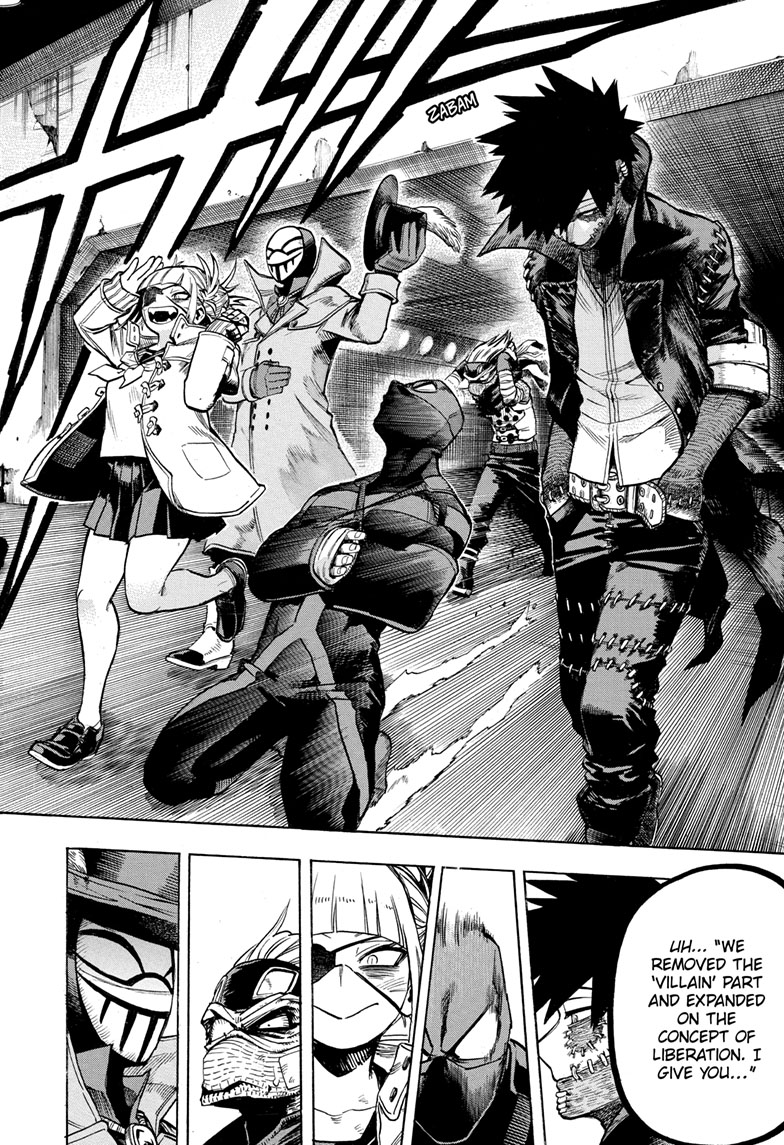 ZABAM
UH... "WE
REMOVED THE
'VILLAIN' PART
AND EXPANDED
ON THE
CONCEPT OF
LIBERATION. I
GIVE YOU..."